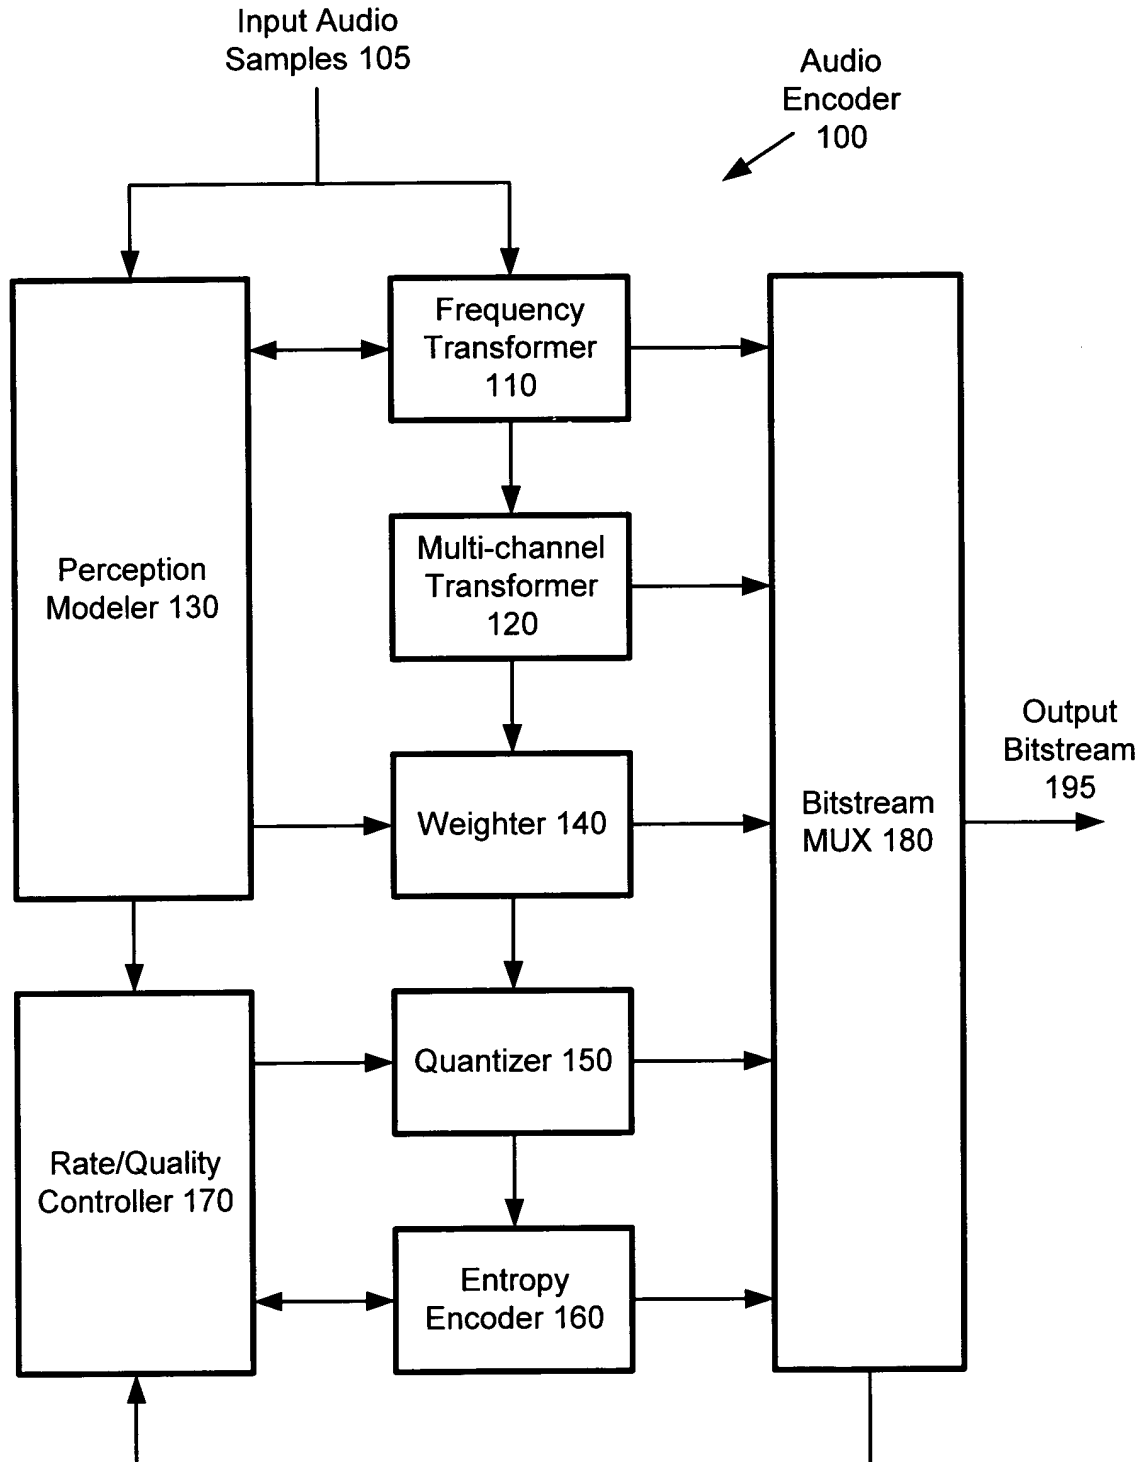 Input Audio
Samples 105
Audio
Encoder
100
Frequency
Transformer
110
Multi-channel
Transformer
120
Perception
Modeler 130
Output
Bitstream
195
Weighter 140
Bitstream
MUX 180
Quantizer 150
Rate/Quality
Controller 170
Entropy
Encoder 160